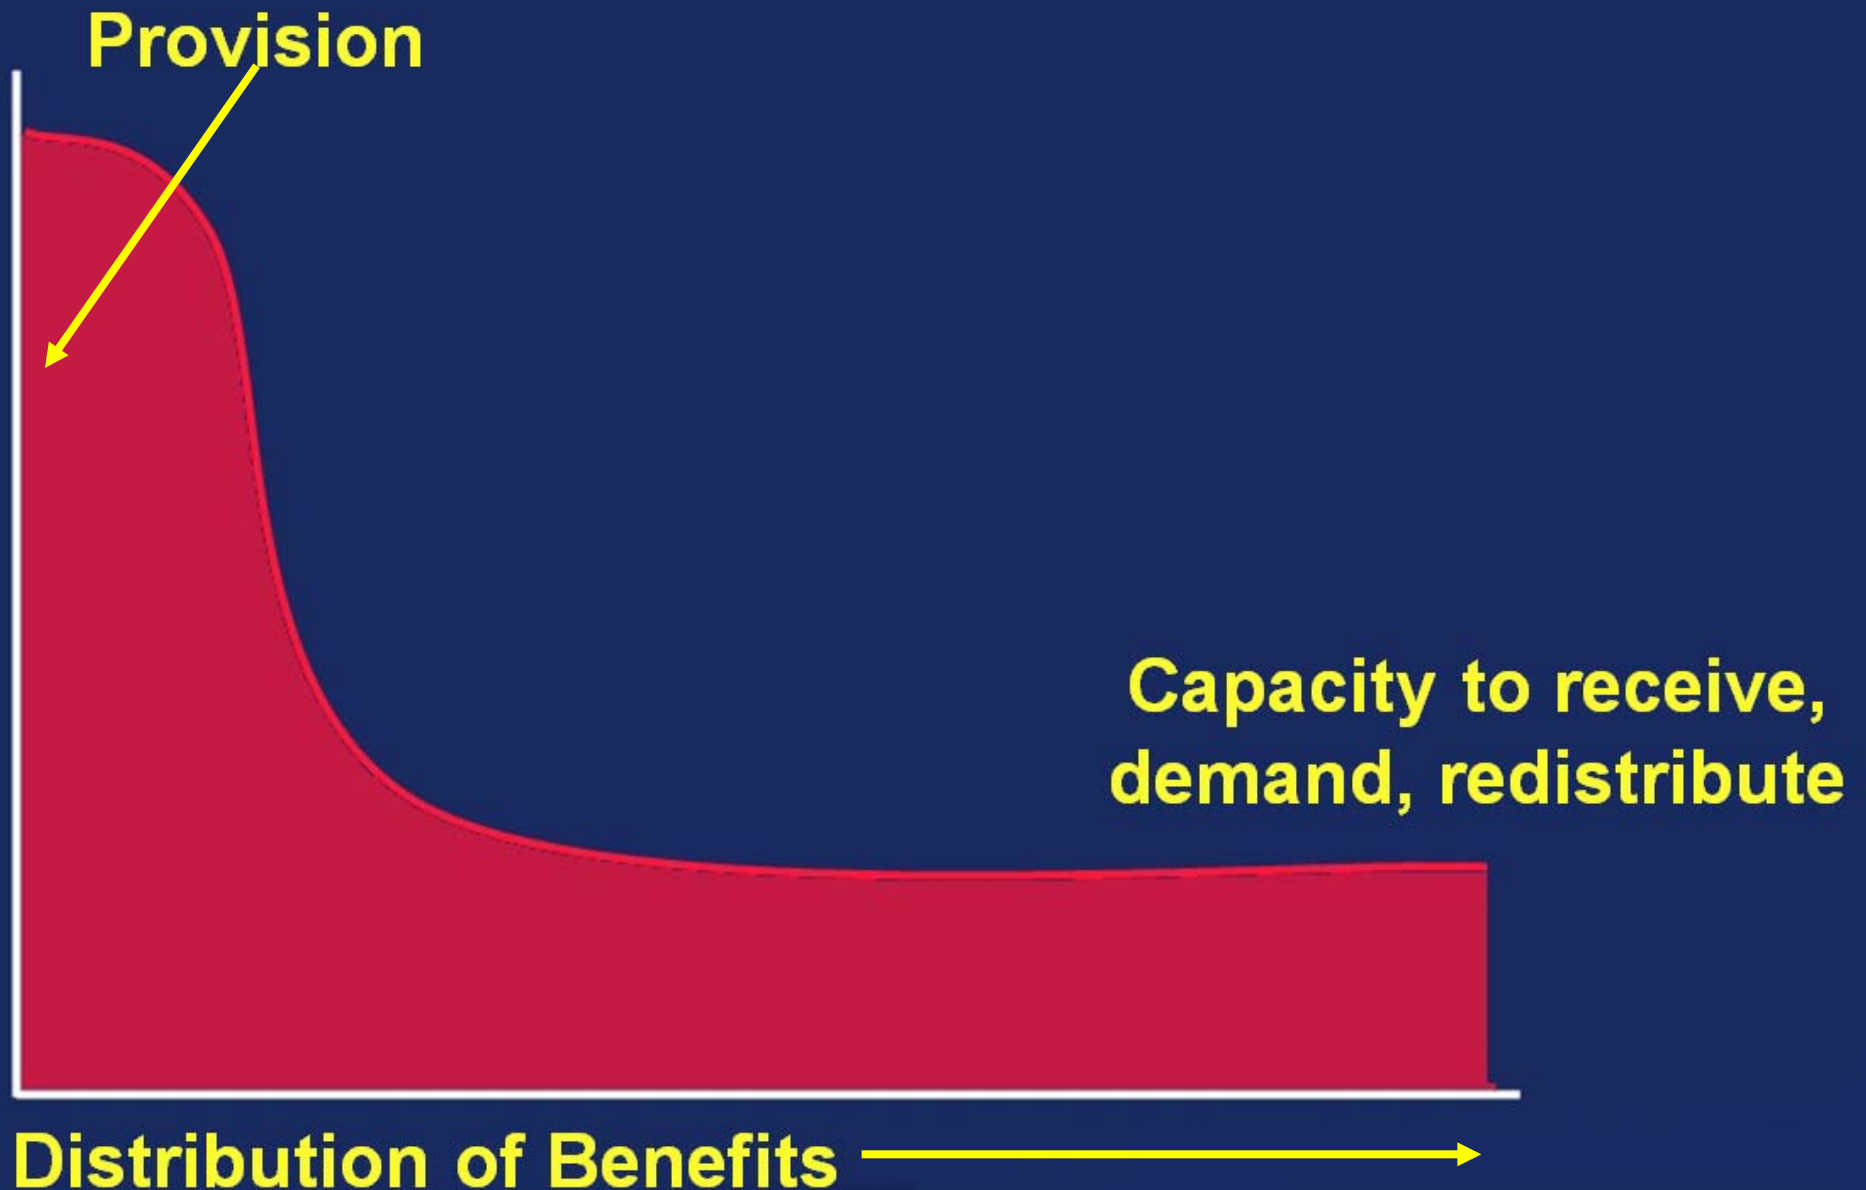 Provision
Capacity to receive,
demand, redistribute
Distribution of Benefits